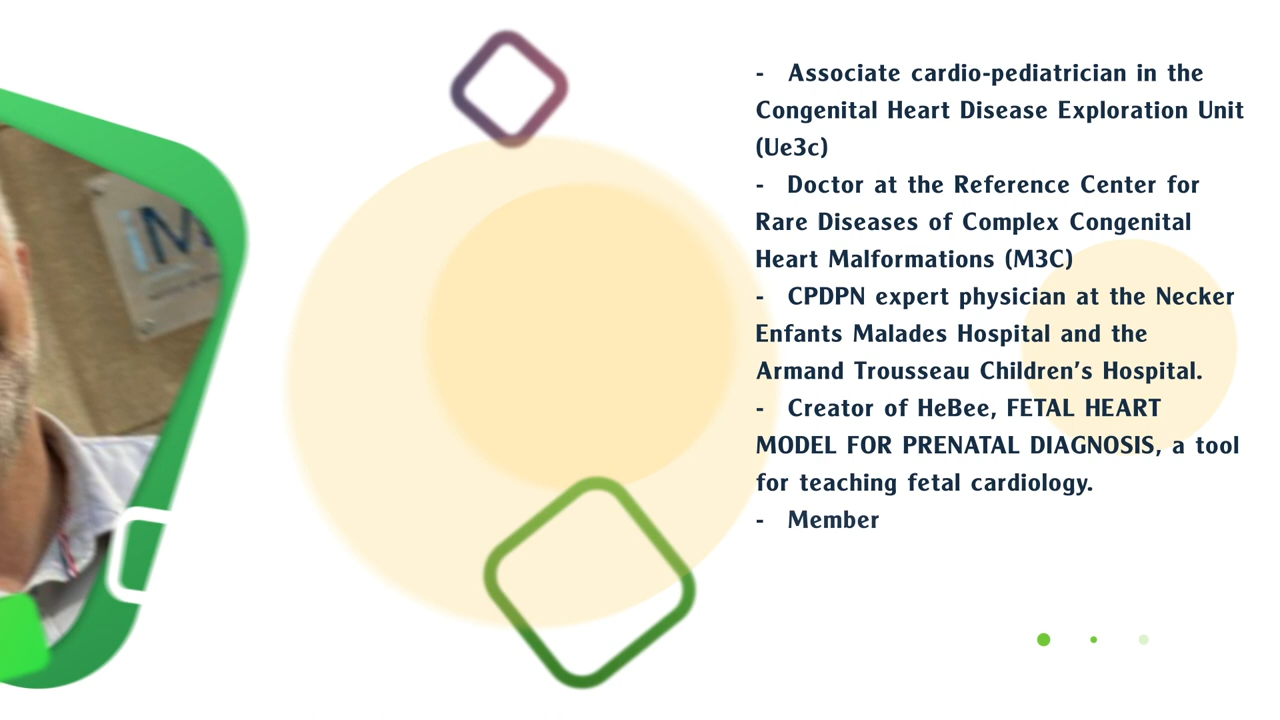 iM
- Associate cardio-pediatrician in the
Congenital Heart Disease Exploration Unit
(Ue3c)
- Doctor at the Reference Center for
Rare Diseases of Complex Congenital
Heart Malformations (M3C)
- CPDPN expert physician at the Necker
Enfants Malades Hospital and the
Armand Trousseau Children’s Hospital.
- Creator of HeBee, FETAL HEART
MODEL FOR PRENATAL DIAGNOSIS, a tool
for teaching fetal cardiology.
- Member